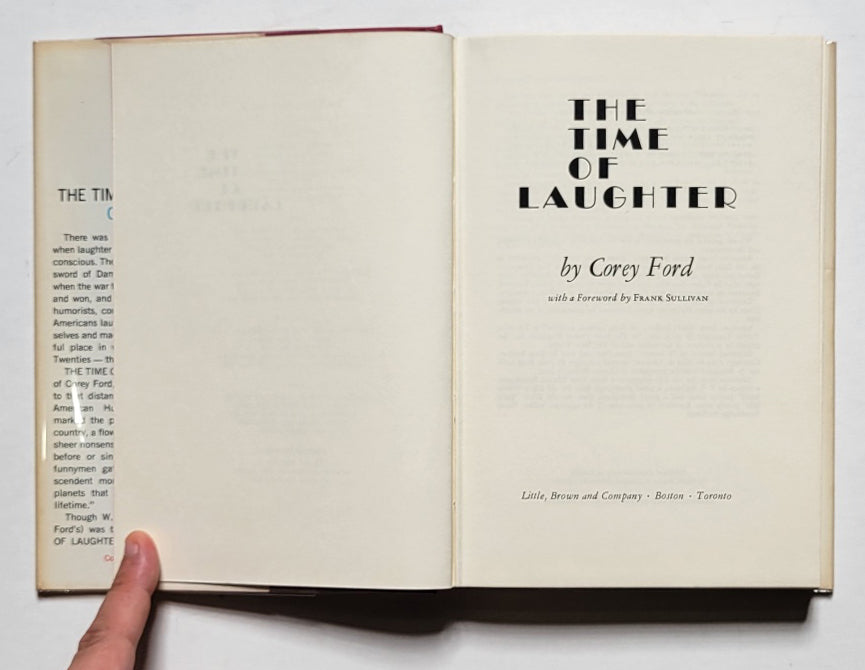 THE TIM
There was
when laughter
conscious. The
sword of Dam
when the war
and won, and
humorists, co
Americans lau
selves and ma
ful place in
Twenties — th
THE TIME
of Corey Ford,
to that distan
American Hu
marked the p
country, a flow
sheer nonsens
before or sin
funnymen ga
scendent mo
planets that
lifetime."
Though W.
Ford's) was t
OF LAUGHTE
THE
TIME
OF
LAUGHTER
by Corey Ford
with a Foreword by FRANK SULLIVAN
Little, Brown and Company · Boston · Toronto